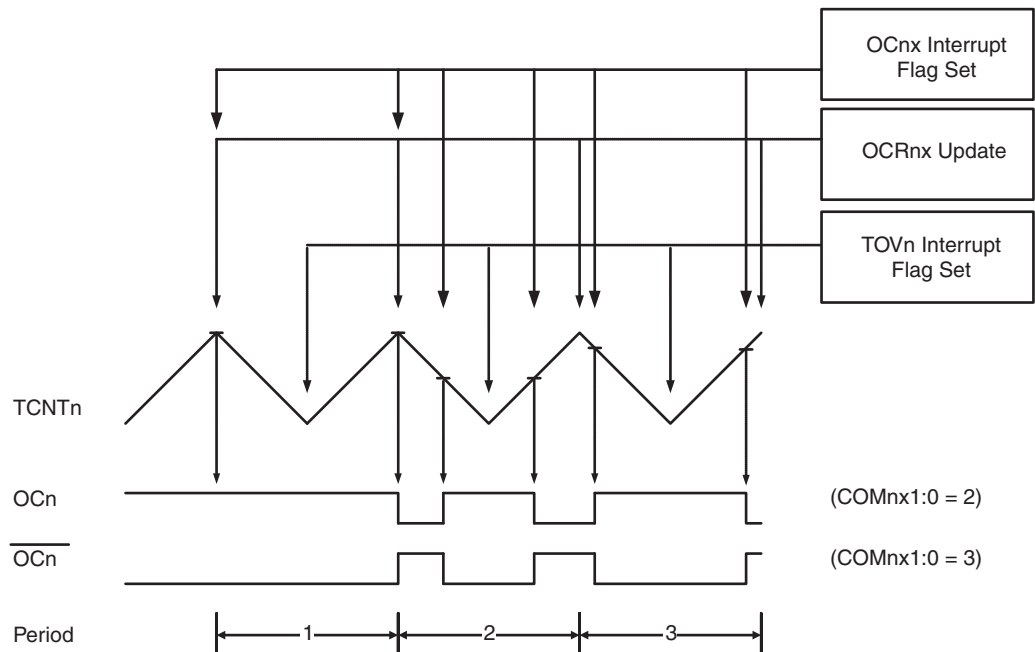 OCnx Interrupt
Flag Set
OCRnx Update
TOVn Interrupt
Flag Set
TCNTn
OCn
(COMnx1:0 = 2)
OCn
(COMnx1:0 = 3)
Period
1
2
3